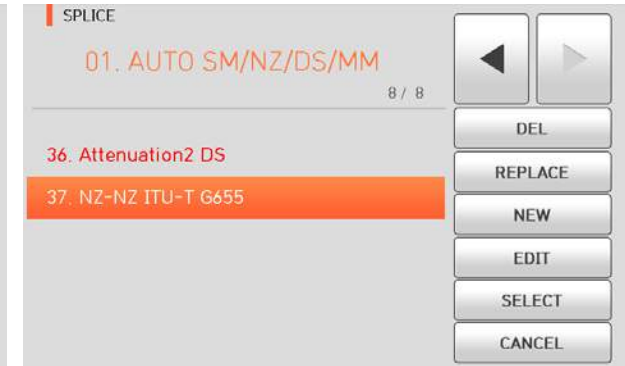 SPLICE
01. AUTO SM/NZ/DS/MM
8 / 8
36. Attenuation2 DS
37. NZ-NZ ITU-T G655
DEL
REPLACE
NEW
EDIT
SELECT
CANCEL